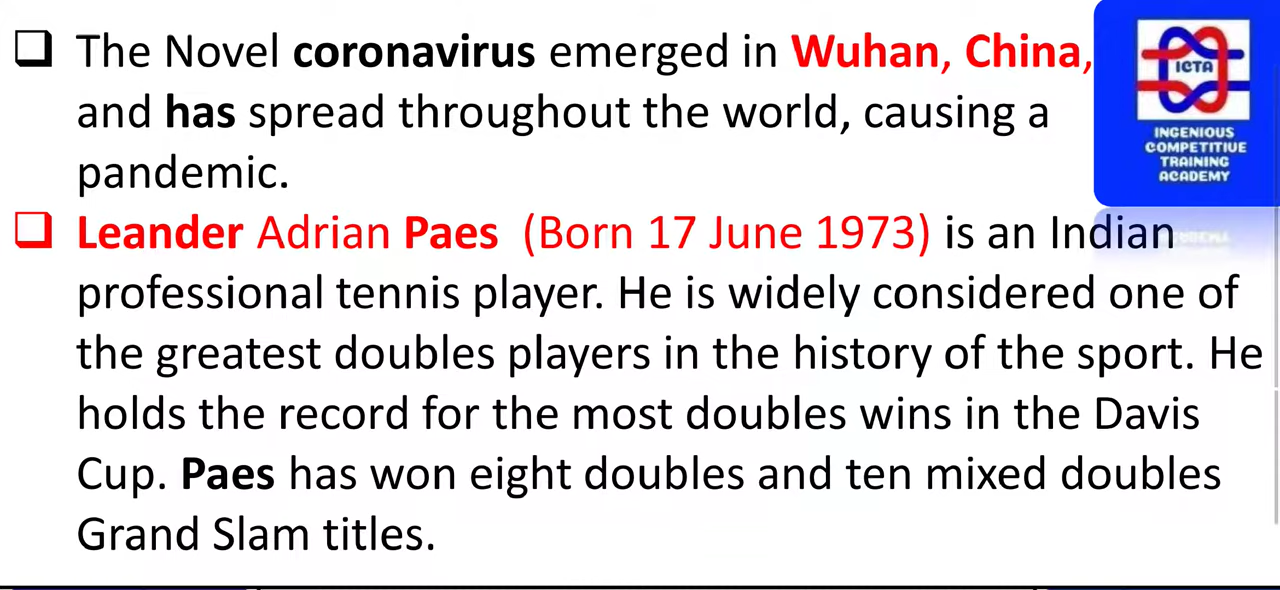 ❑ The Novel coronavirus emerged in Wuhan, China,
and has spread throughout the world, causing a
pandemic.
❑ Leander Adrian Paes (Born 17 June 1973) is an Indian
professional tennis player. He is widely considered one of
the greatest doubles players in the history of the sport. He
holds the record for the most doubles wins in the Davis
Cup. Paes has won eight doubles and ten mixed doubles
Grand Slam titles.
ICTA
INGENIOUS
COMPETITIVE
TRAINING
ACADEMY